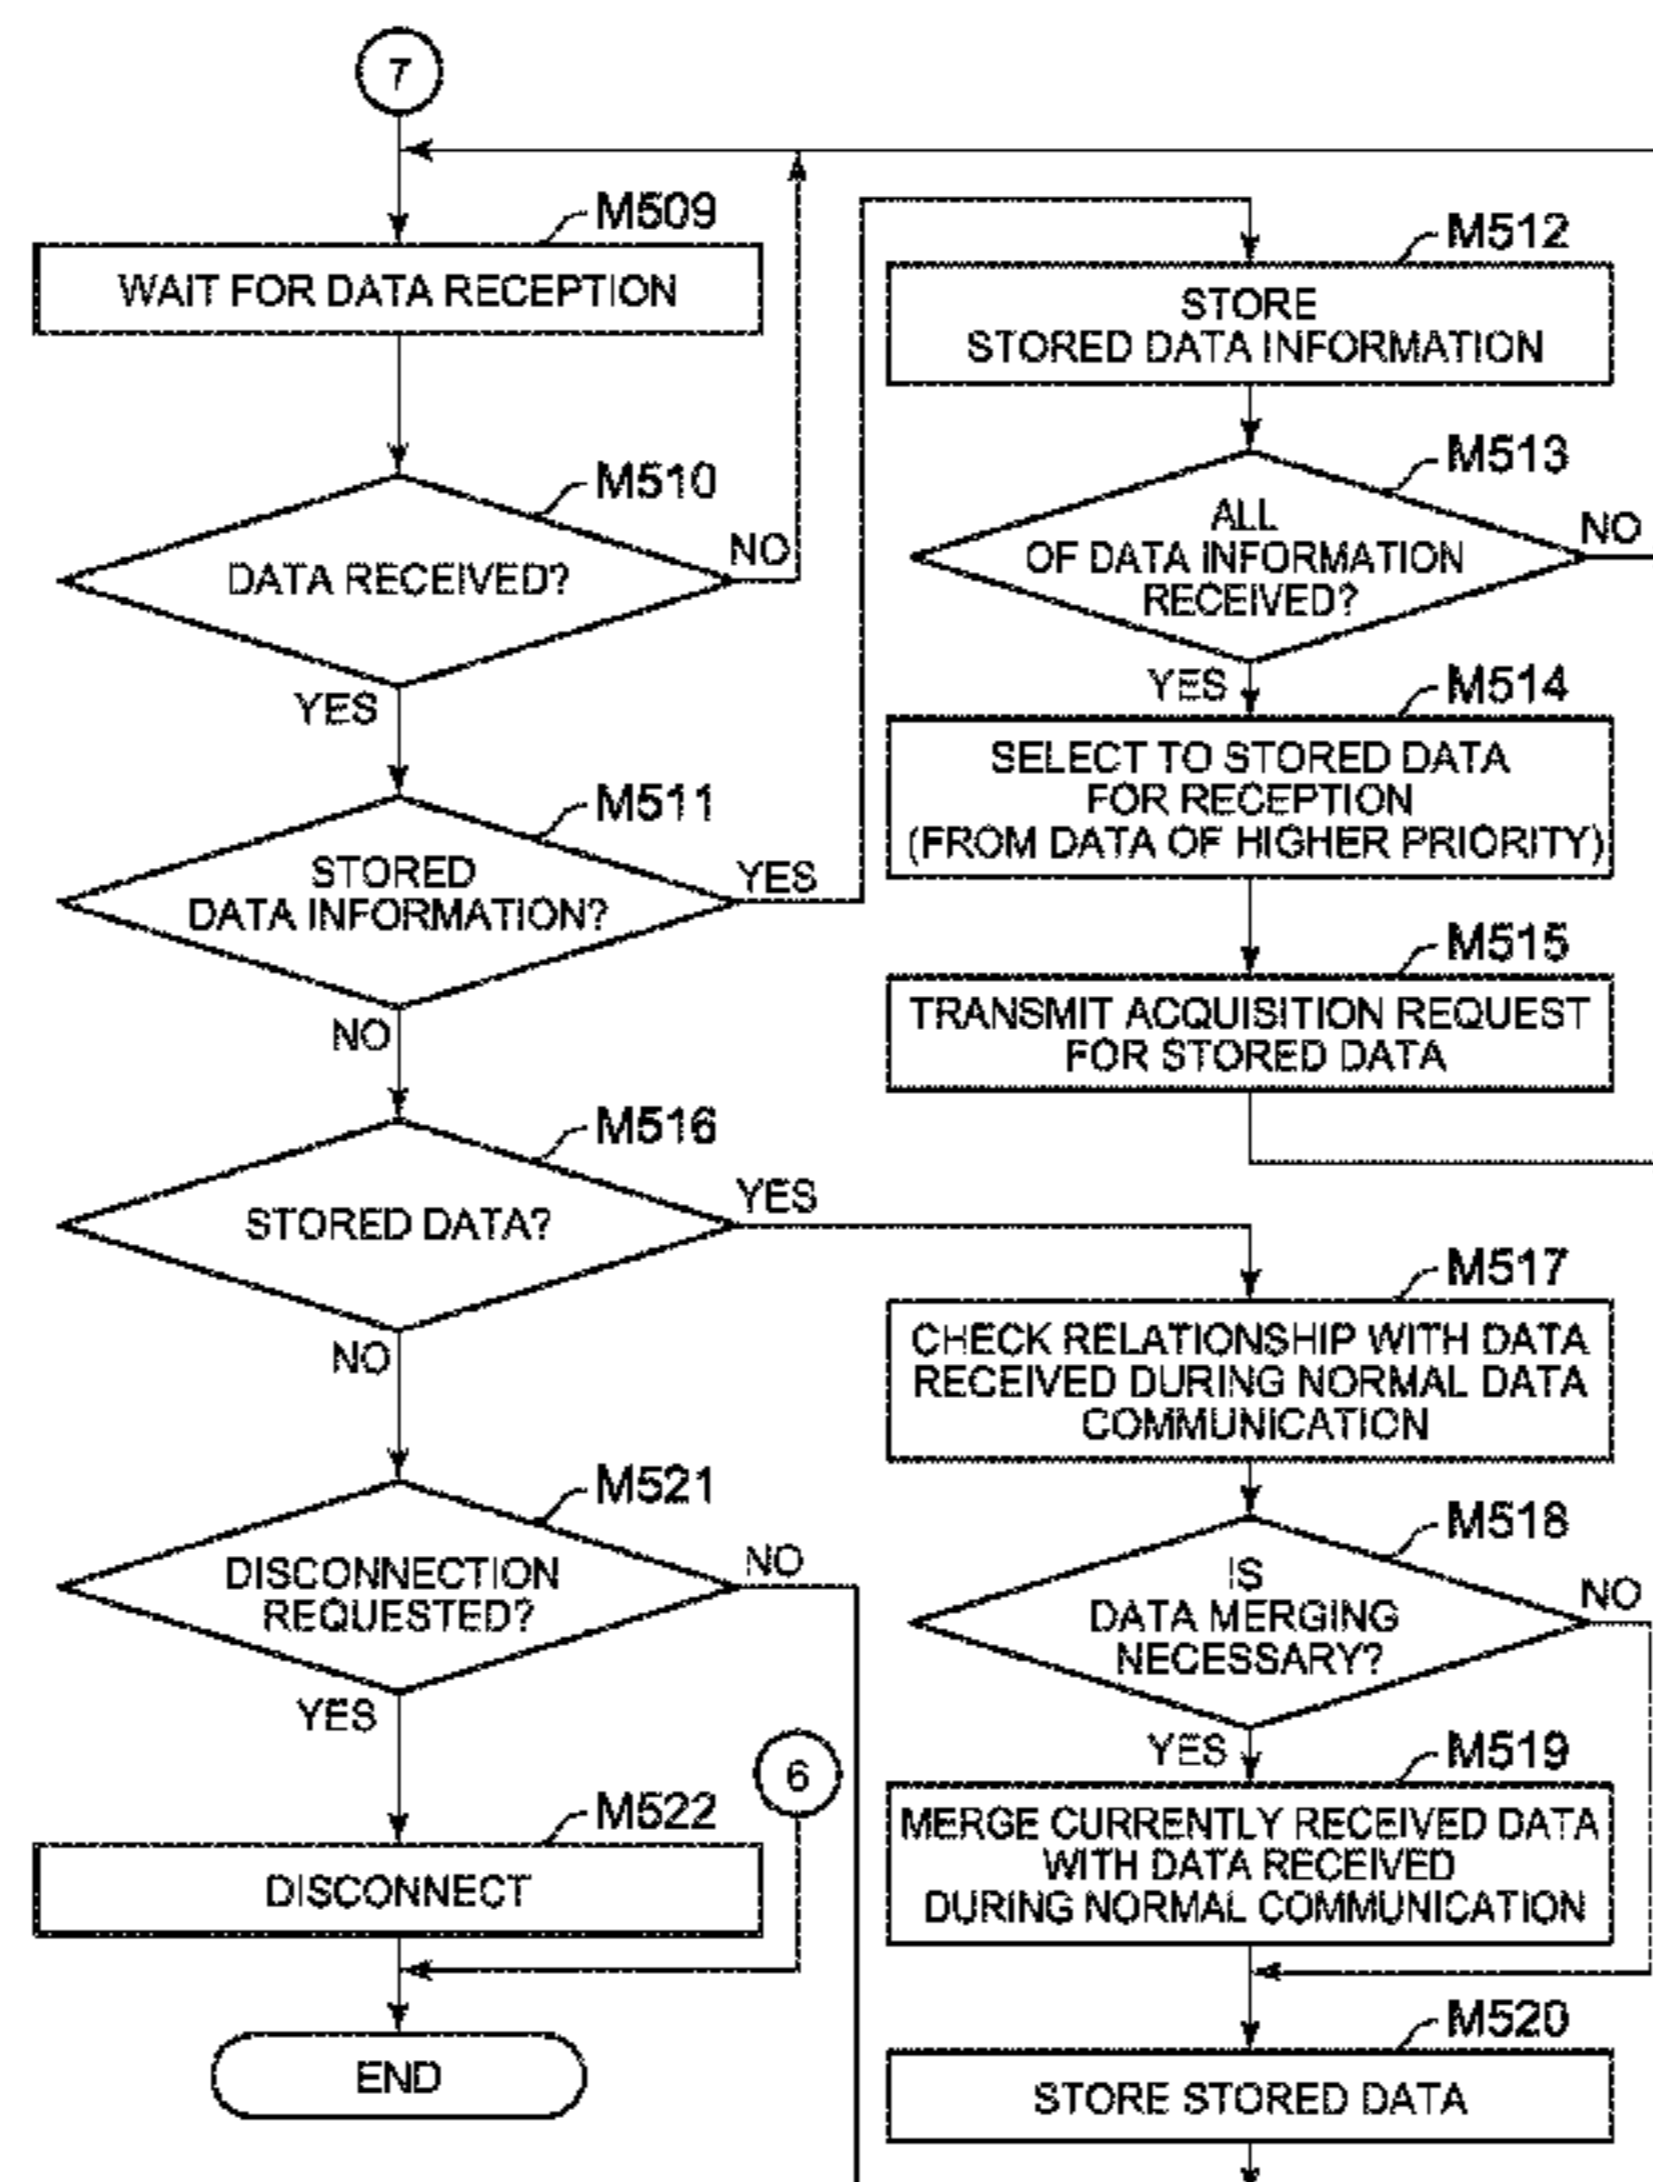 7
M509
WAIT FOR DATA RECEPTION
M510
DATA RECEIVED?
NO
YES
M511
STORED
DATA INFORMATION?
YES
NO
M512
STORE
STORED DATA INFORMATION
M513
ALL
OF DATA INFORMATION
RECEIVED?
NO
YES
M514
SELECT TO STORED DATA
FOR RECEPTION
(FROM DATA OF HIGHER PRIORITY)
M515
TRANSMIT ACQUISITION REQUEST
FOR STORED DATA
M516
STORED DATA?
YES
NO
M517
CHECK RELATIONSHIP WITH DATA
RECEIVED DURING NORMAL DATA
COMMUNICATION
M518
IS
DATA MERGING
NECESSARY?
NO
YES
M519
MERGE CURRENTLY RECEIVED DATA
WITH DATA RECEIVED
DURING NORMAL COMMUNICATION
M520
STORE STORED DATA
M521
DISCONNECTION
REQUESTED?
NO
YES
6
M522
DISCONNECT
END